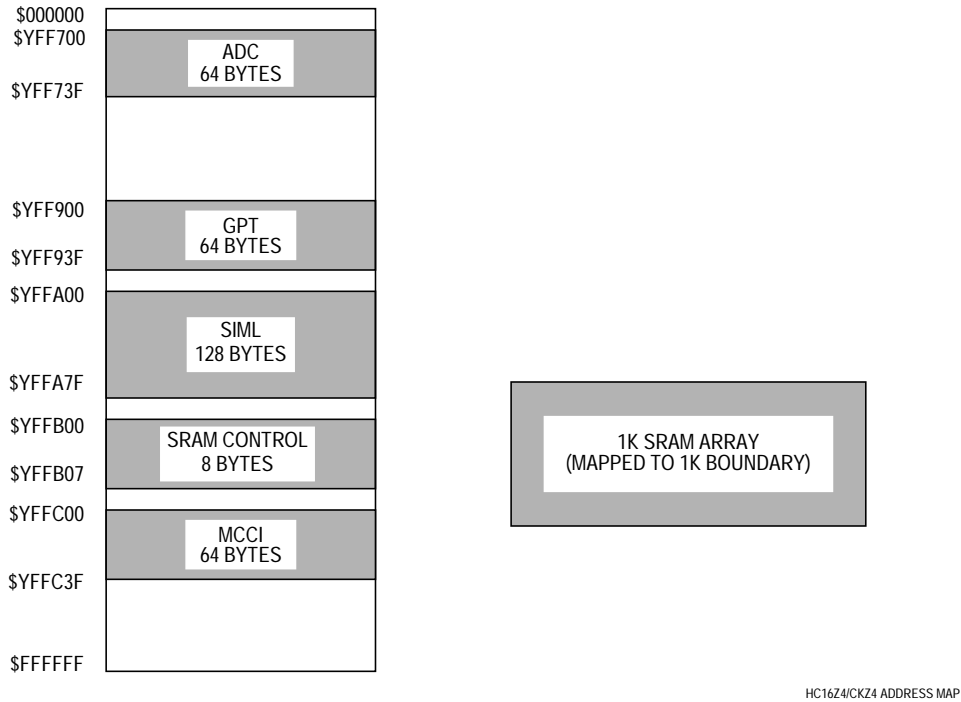 $000000
$YFF700
ADC
64 BYTES
$YFF73F
$YFF900
GPT
64 BYTES
$YFF93F
$YFFA00
SIML
128 BYTES
$YFFA7F
$YFFB00
SRAM CONTROL
8 BYTES
$YFFB07
$YFFC00
MCCI
64 BYTES
$YFFC3F
$FFFFFF
1K SRAM ARRAY
(MAPPED TO 1K BOUNDARY)
HC16Z4/CKZ4 ADDRESS MAP